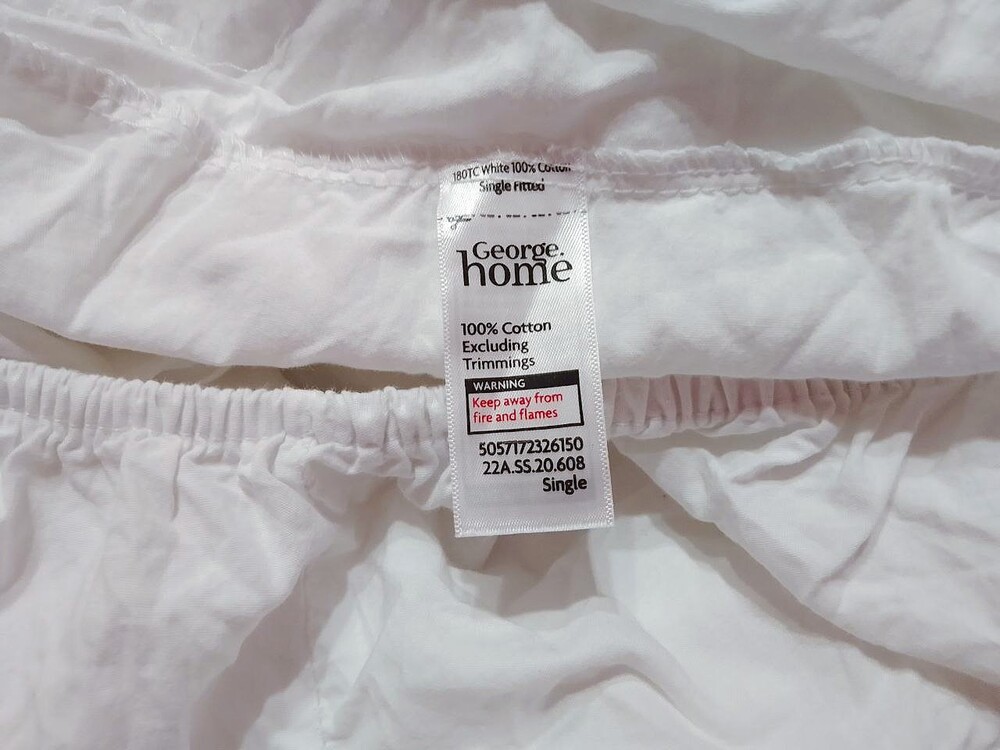 180TC White 100% Cotton
Single Fitted
George.
home
100% Cotton
Excluding
Trimmings
WARNING
Keep away from
fire and flames
5057172326150
22A.SS.20.608
Single